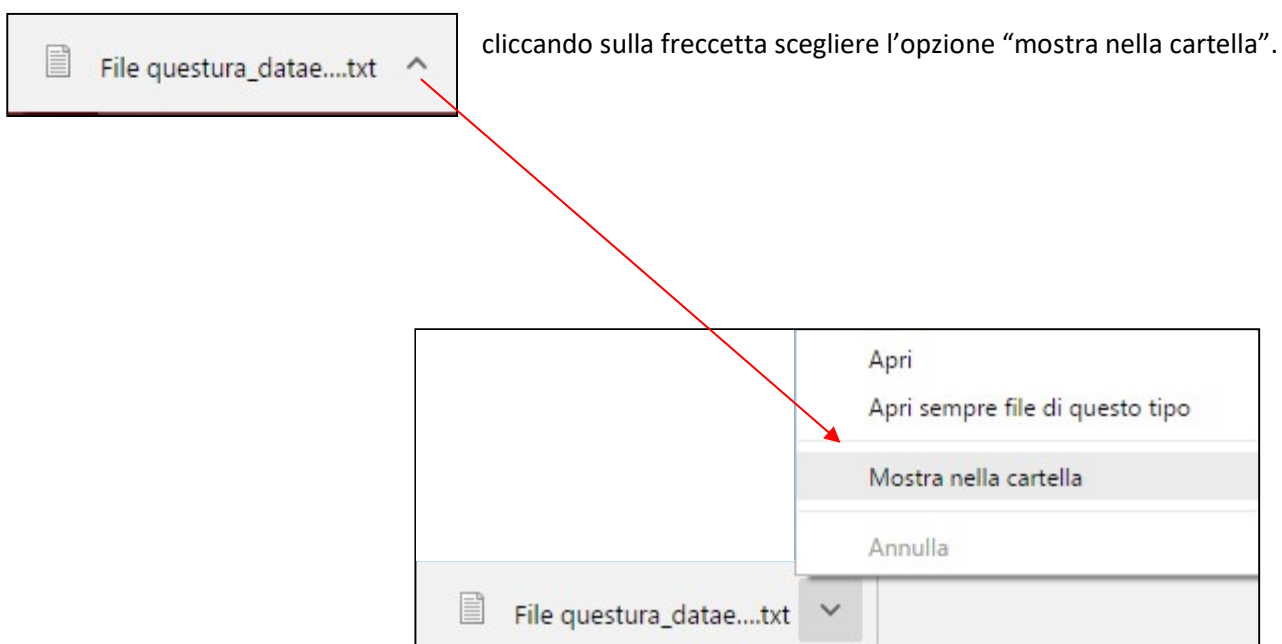 File questura_datae....txt
cliccando sulla freccetta scegliere l’opzione “mostra nella cartella”.
Apri
Apri sempre file di questo tipo
Mostra nella cartella
Annulla
File questura_datae....txt